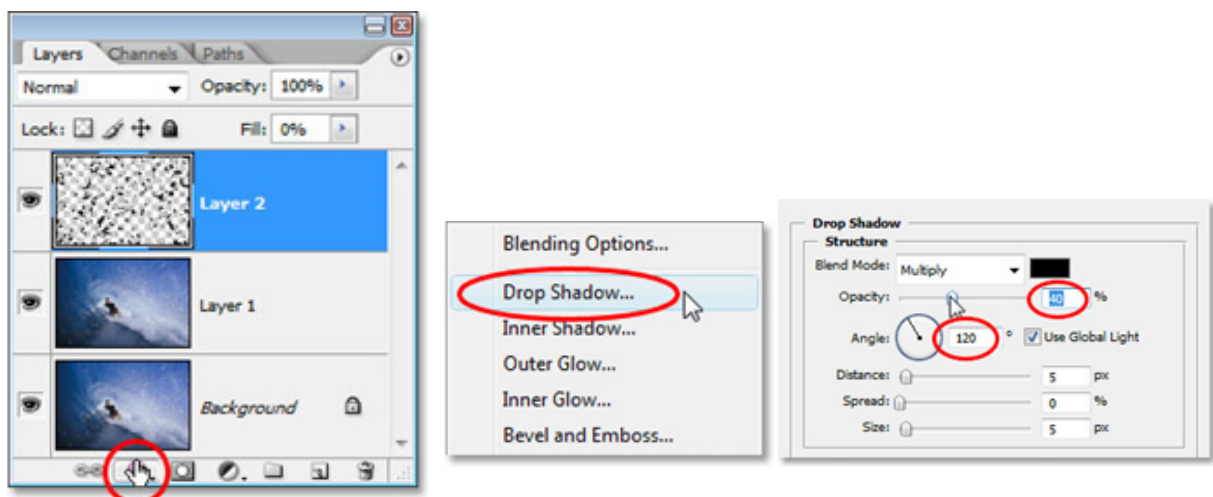 Layers Channels Paths
Normal Opacity: 100%
Lock: Fill: 0%
Layer 2
Layer 1
Background
Blending Options...
Drop Shadow...
Inner Shadow...
Outer Glow...
Inner Glow...
Bevel and Emboss...
Drop Shadow
Structure
Blend Mode: Multiply
Opacity: 40 %
Angle: 120 ° Use Global Light
Distance: 5 px
Spread: 0 %
Size: 5 px